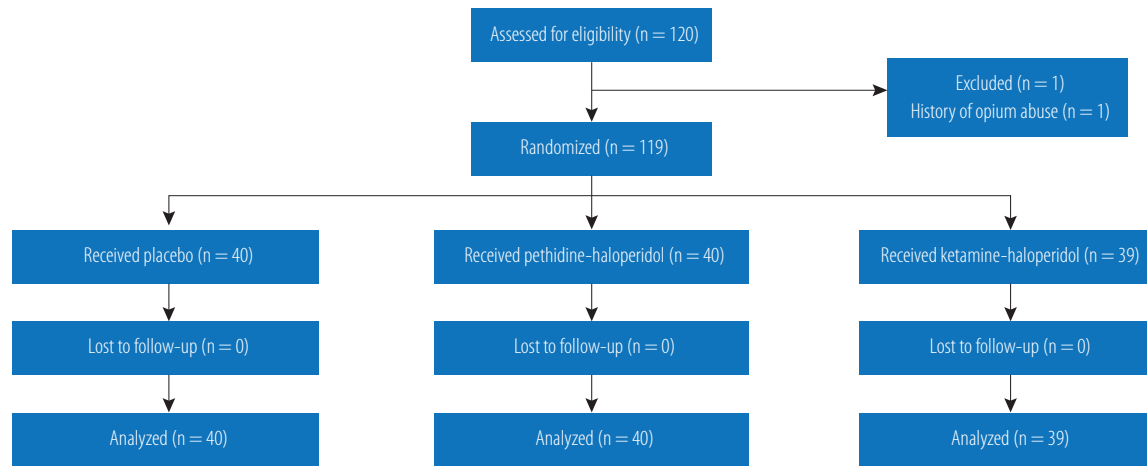 Assessed for eligibility (n = 120)
Excluded (n = 1)
History of opium abuse (n = 1)
Randomized (n = 119)
Received placebo (n = 40)
Received pethidine-haloperidol (n = 40)
Received ketamine-haloperidol (n = 39)
Lost to follow-up (n = 0)
Lost to follow-up (n = 0)
Lost to follow-up (n = 0)
Analyzed (n = 40)
Analyzed (n = 40)
Analyzed (n = 39)